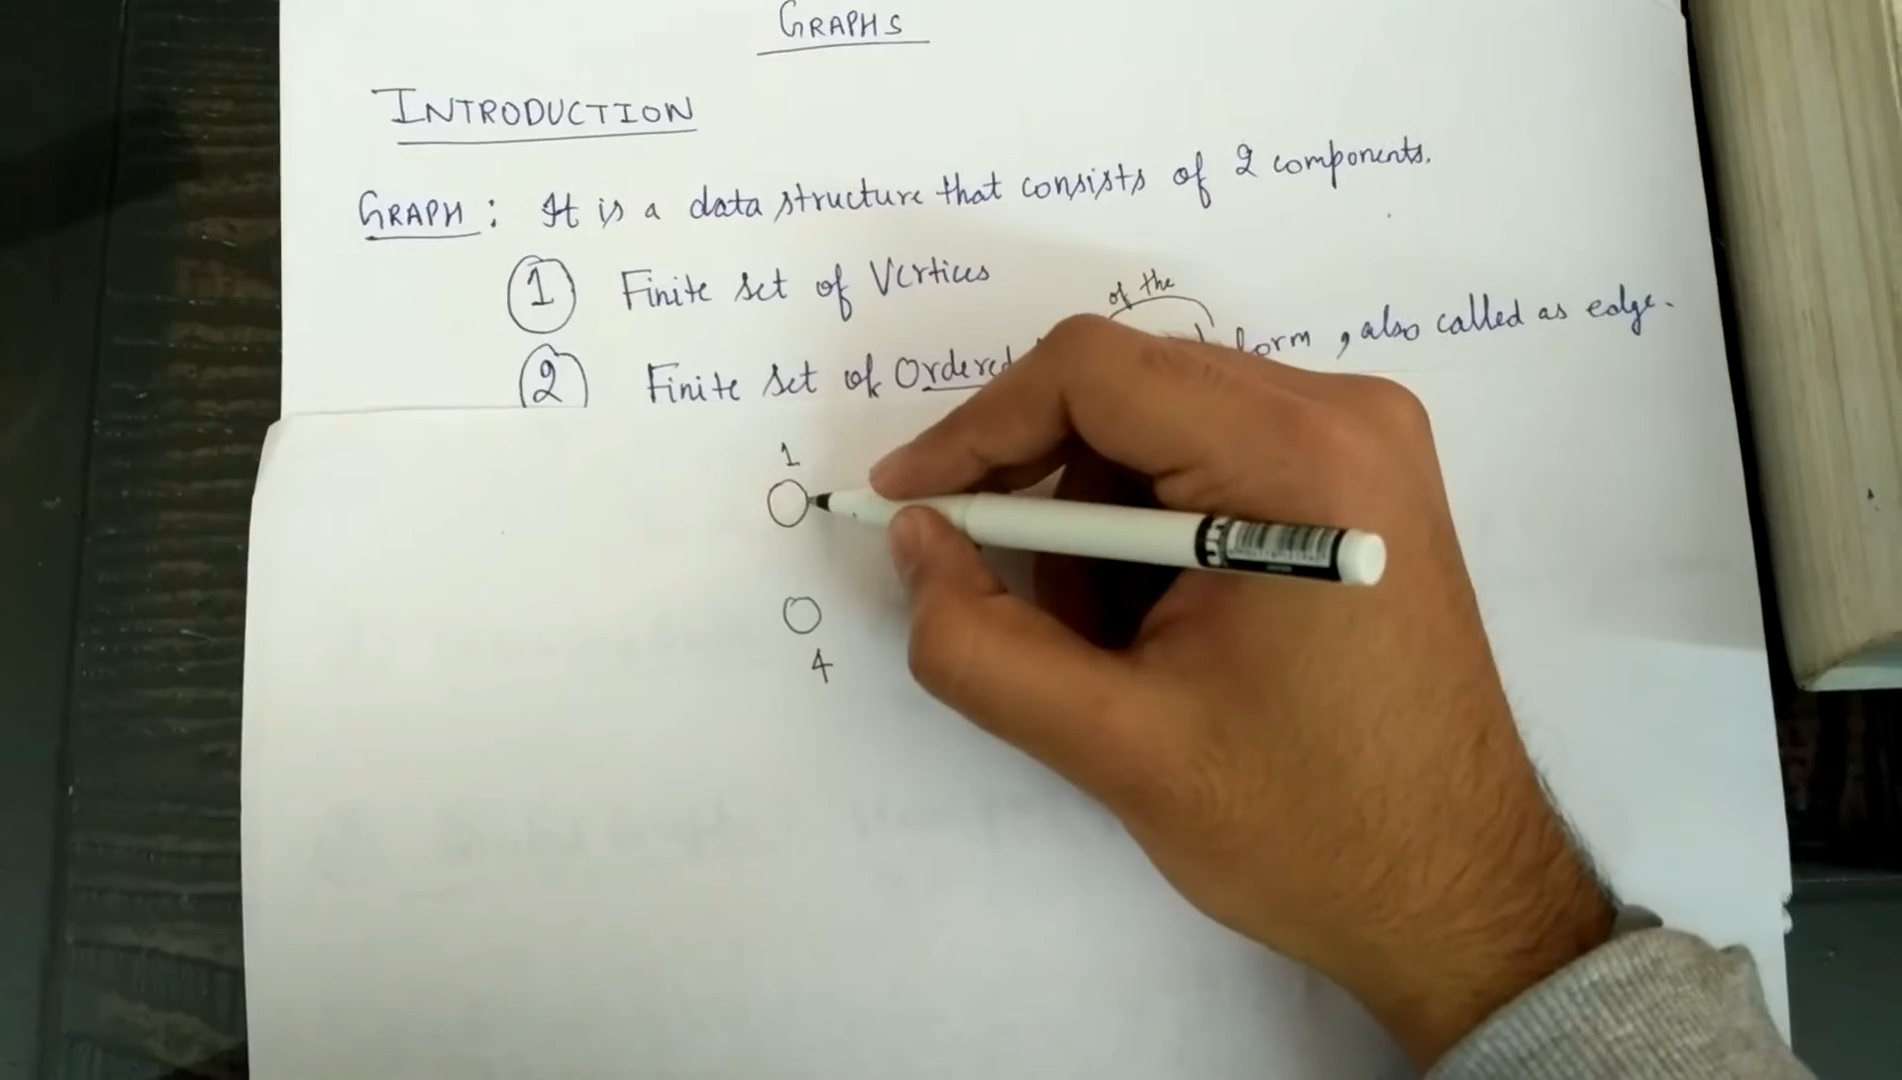 GRAPHS
INTRODUCTION
GRAPH : It is a data structure that consists of 2 components.
1 Finite set of Vertices
of the
2 Finite set of Ordered form, also called as edge.
1
4